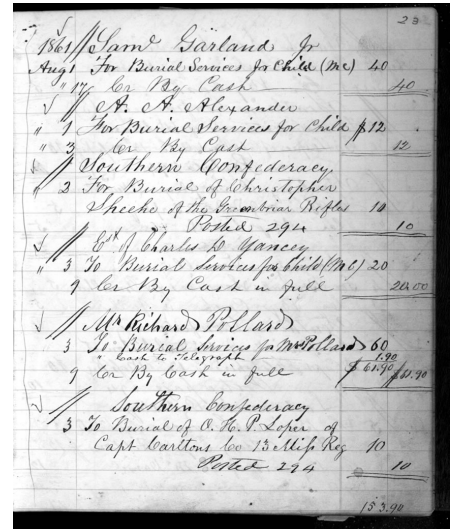 23
1861 // Saml Garland Jr
Aug 1 For Burial Services for Child (Mc) 40
" 17 Cr By Cash 40
// A. A. Alexander
" 1 For Burial Services for Child $12
" 3 Cr By Cash 12
// Southern Confederacy
" 2 For Burial of Christopher
Sheehe of the Greenbriar Rifles 10
Posted 294 10
// Est of Charles L Yancey
" 3 To Burial Services for Child (Mc) 20
9 Cr By Cash in full 20.00
// Mr Richard Pollard
3 To Burial Services for Mrs Pollard 60
" Cash to Telegraph 1.90
9 Cr By Cash in full $61.90 $61.90
// Southern Confederacy
3 To Burial of O. H. P. Loper of
Capt Carltons Co 13 Miss Reg 10
Posted 294 10
153.90